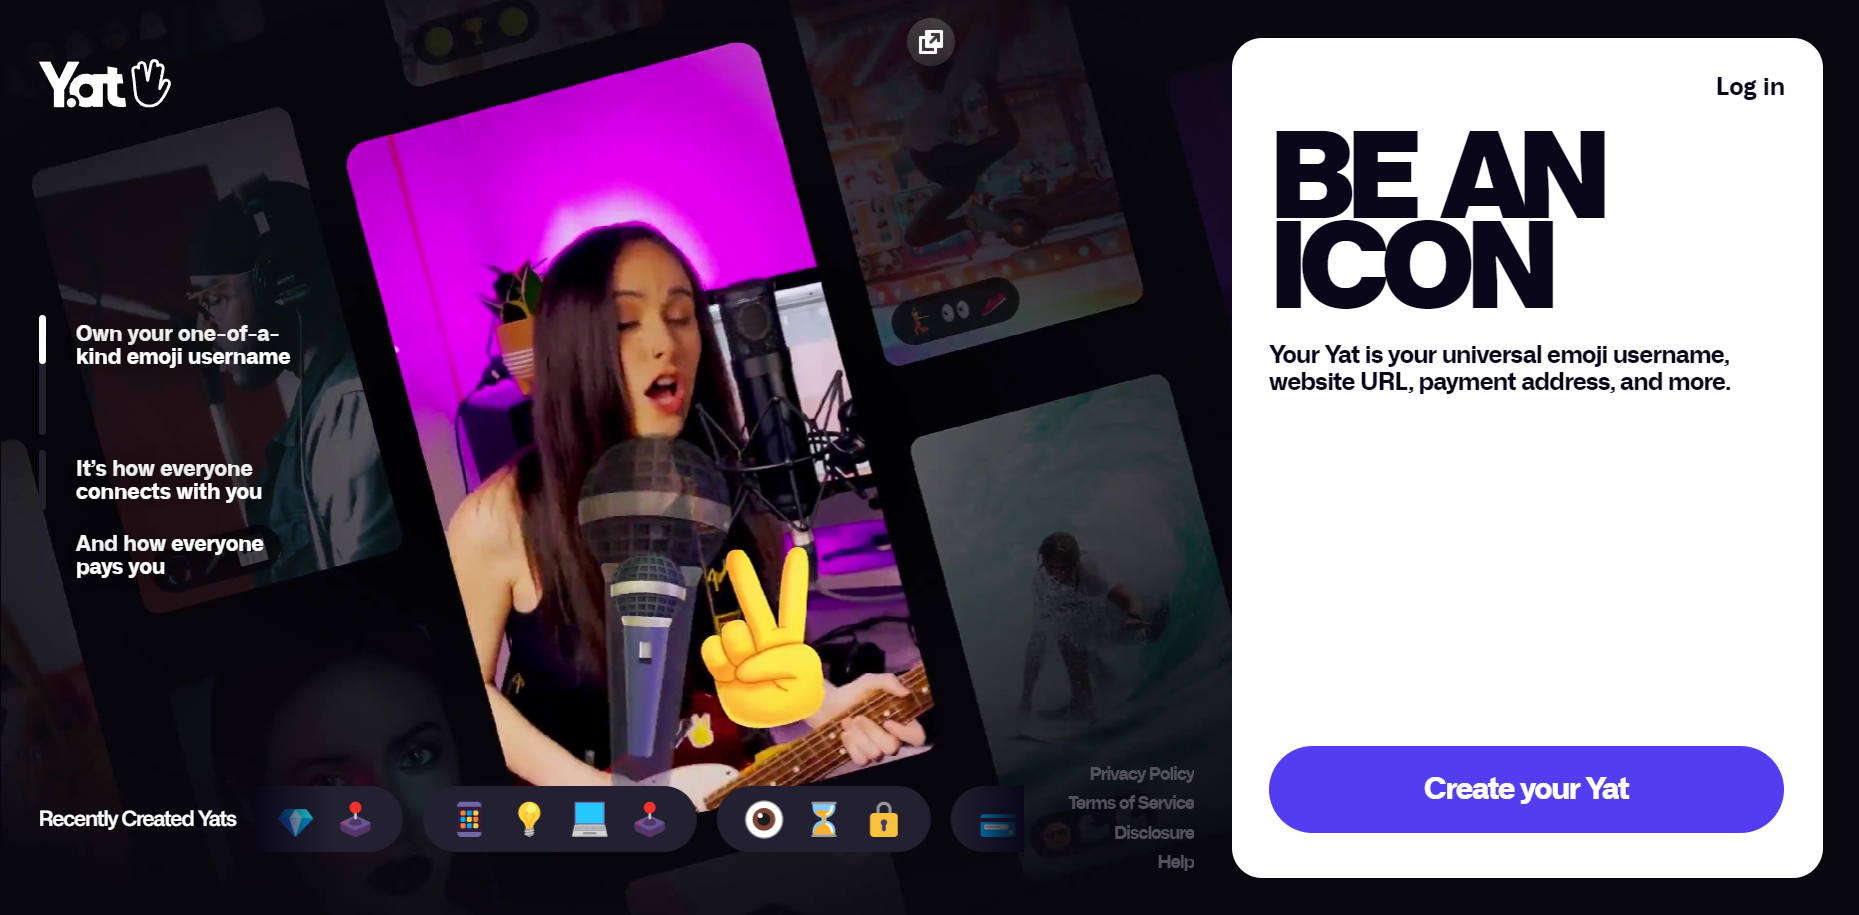 Y.at
Own your one-of-a-
kind emoji username
It's how everyone
connects with you
And how everyone
pays you
Recently Created Yats
Privacy Policy
Terms of Service
Disclosure
Help
Log in
BE AN
ICON
Your Yat is your universal emoji username,
website URL, payment address, and more.
Create your Yat